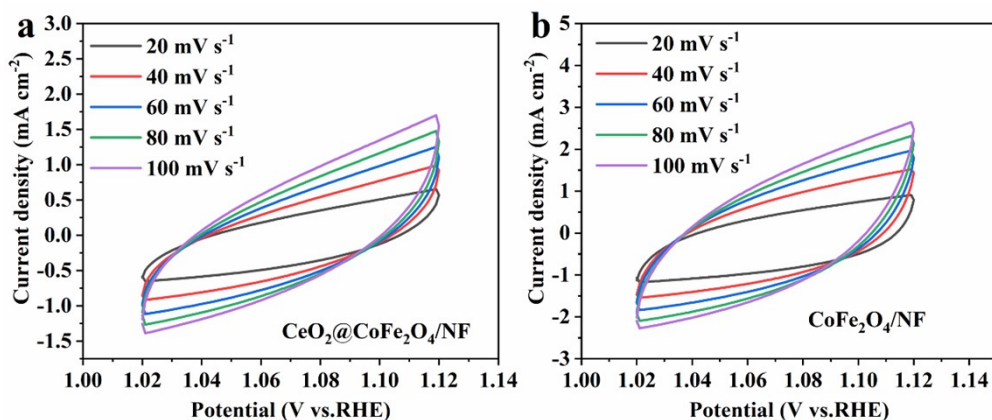 a
3.0
2.5
2.0
1.5
1.0
0.5
0.0
-0.5
-1.0
-1.5
Current density (mA cm⁻²)
20 mV s⁻¹
40 mV s⁻¹
60 mV s⁻¹
80 mV s⁻¹
100 mV s⁻¹
CeO₂@CoFe₂O₄/NF
1.00 1.02 1.04 1.06 1.08 1.10 1.12 1.14
Potential (V vs.RHE)
b
5
4
3
2
1
0
-1
-2
-3
Current density (mA cm⁻²)
20 mV s⁻¹
40 mV s⁻¹
60 mV s⁻¹
80 mV s⁻¹
100 mV s⁻¹
CoFe₂O₄/NF
1.00 1.02 1.04 1.06 1.08 1.10 1.12 1.14
Potential (V vs.RHE)